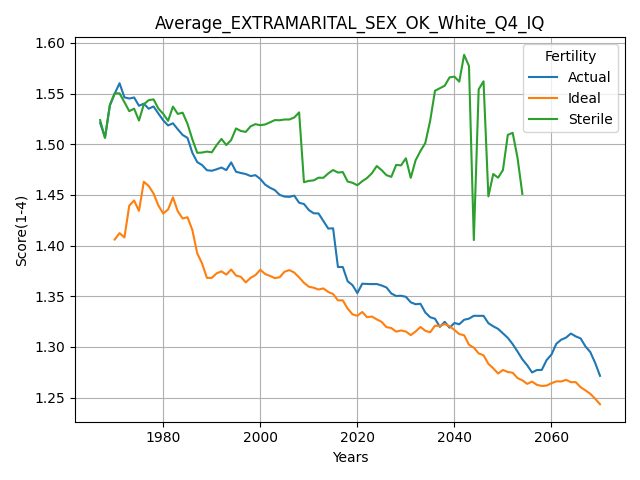 Average_EXTRAMARITAL_SEX_OK_White_Q4_IQ
Fertility
Actual
Ideal
Sterile
Score(1-4)
1.60
1.55
1.50
1.45
1.40
1.35
1.30
1.25
1980
2000
2020
2040
2060
Years